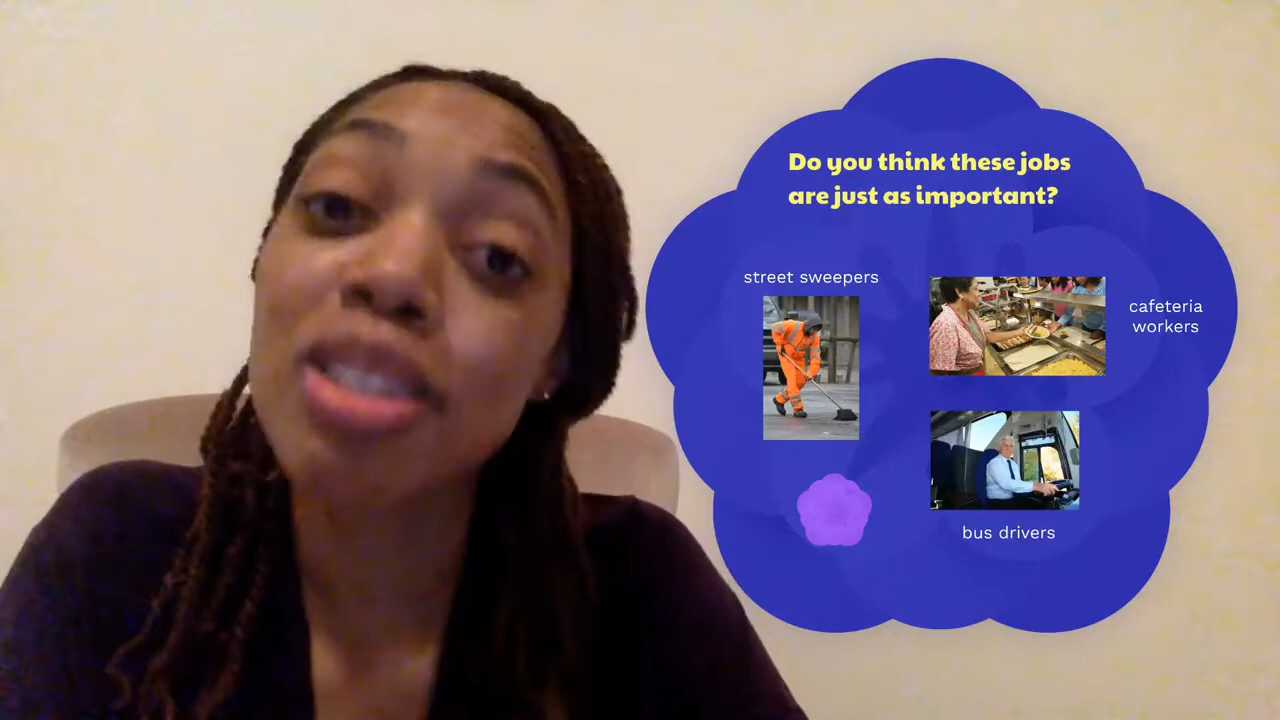 Do you think these jobs
are just as important?
street sweepers
cafeteria
workers
bus drivers